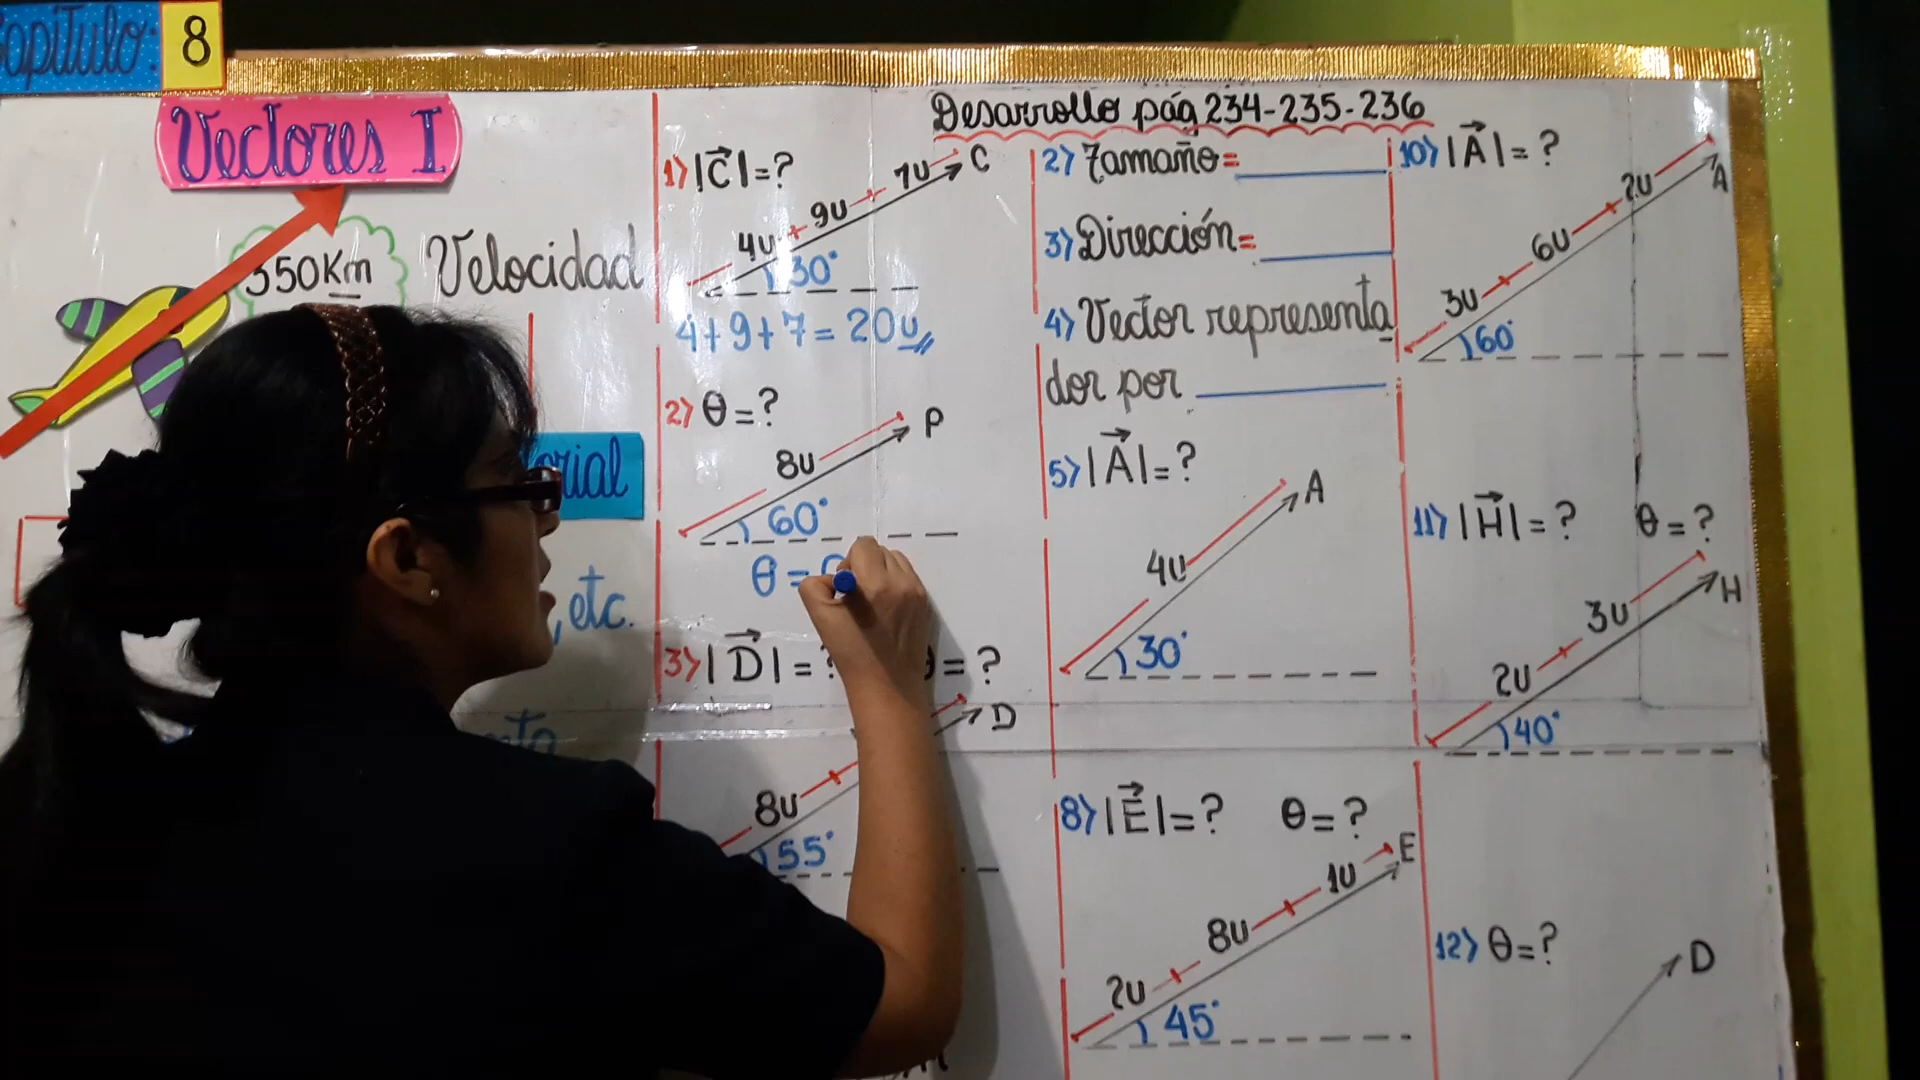 Capítulo: 8
Vectores I
350Km
Velocidad
etc.
Desarrollo pág 234-235-236
1) |C|=?
4u 9u 7u C
30°
4+9+7=20u
2) θ=?
8u P
60°
θ=
3) |D|=? θ=?
D
8u
55°
2) Tamaño=
3) Dirección=
4) Vector representa
dor por
5) |A|=?
A
4u
30°
8) |E|=? θ=?
E
2u 8u 1u
45°
10) |A|=?
3u 6u 2u A
60°
11) |H|=? θ=?
2u 3u H
40°
12) θ=?
D